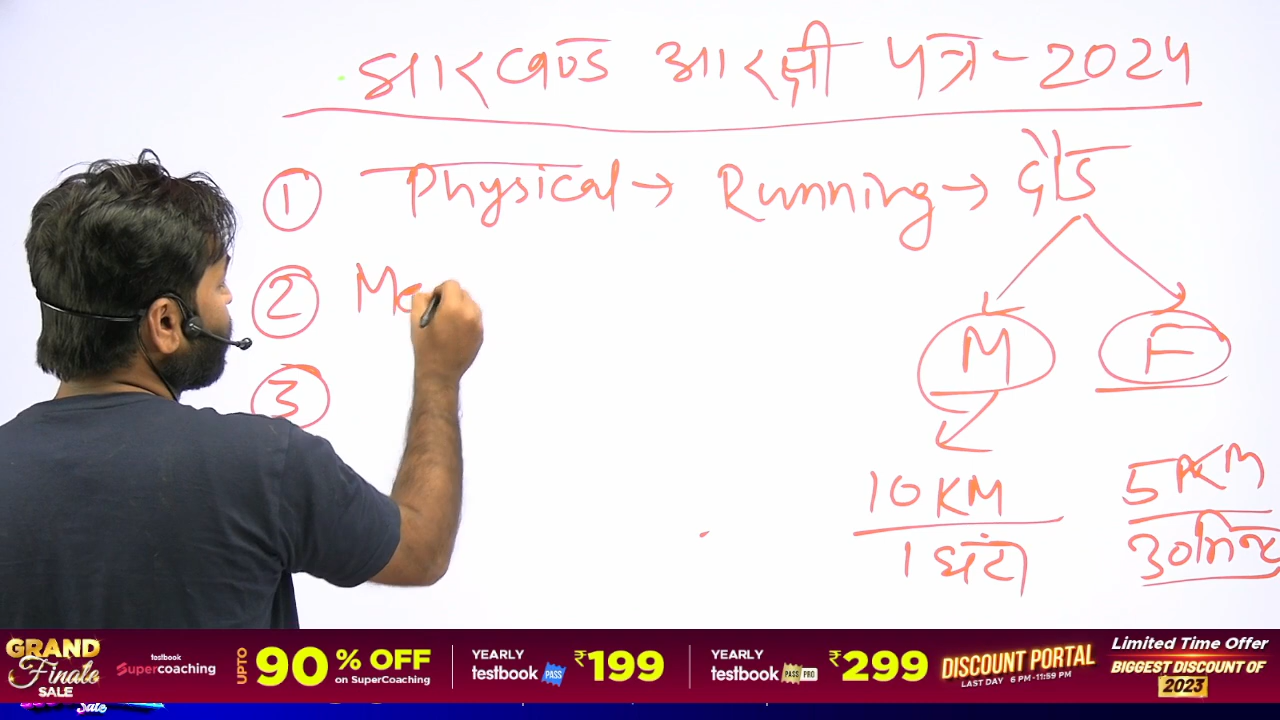 झारखण्ड आरक्षी पत्र - 2024
① Physical → Running → दौड
② Me
③
M F
10 KM 5 KM
1 घंटा 30 मिनट
GRAND Finale SALE
testbook Supercoaching
UPTO 90 % OFF on SuperCoaching
YEARLY testbook PASS ₹199
YEARLY testbook PASS PRO ₹299
DISCOUNT PORTAL
LAST DAY 6 PM -11:59 PM
Limited Time Offer
BIGGEST DISCOUNT OF 2023
Sale